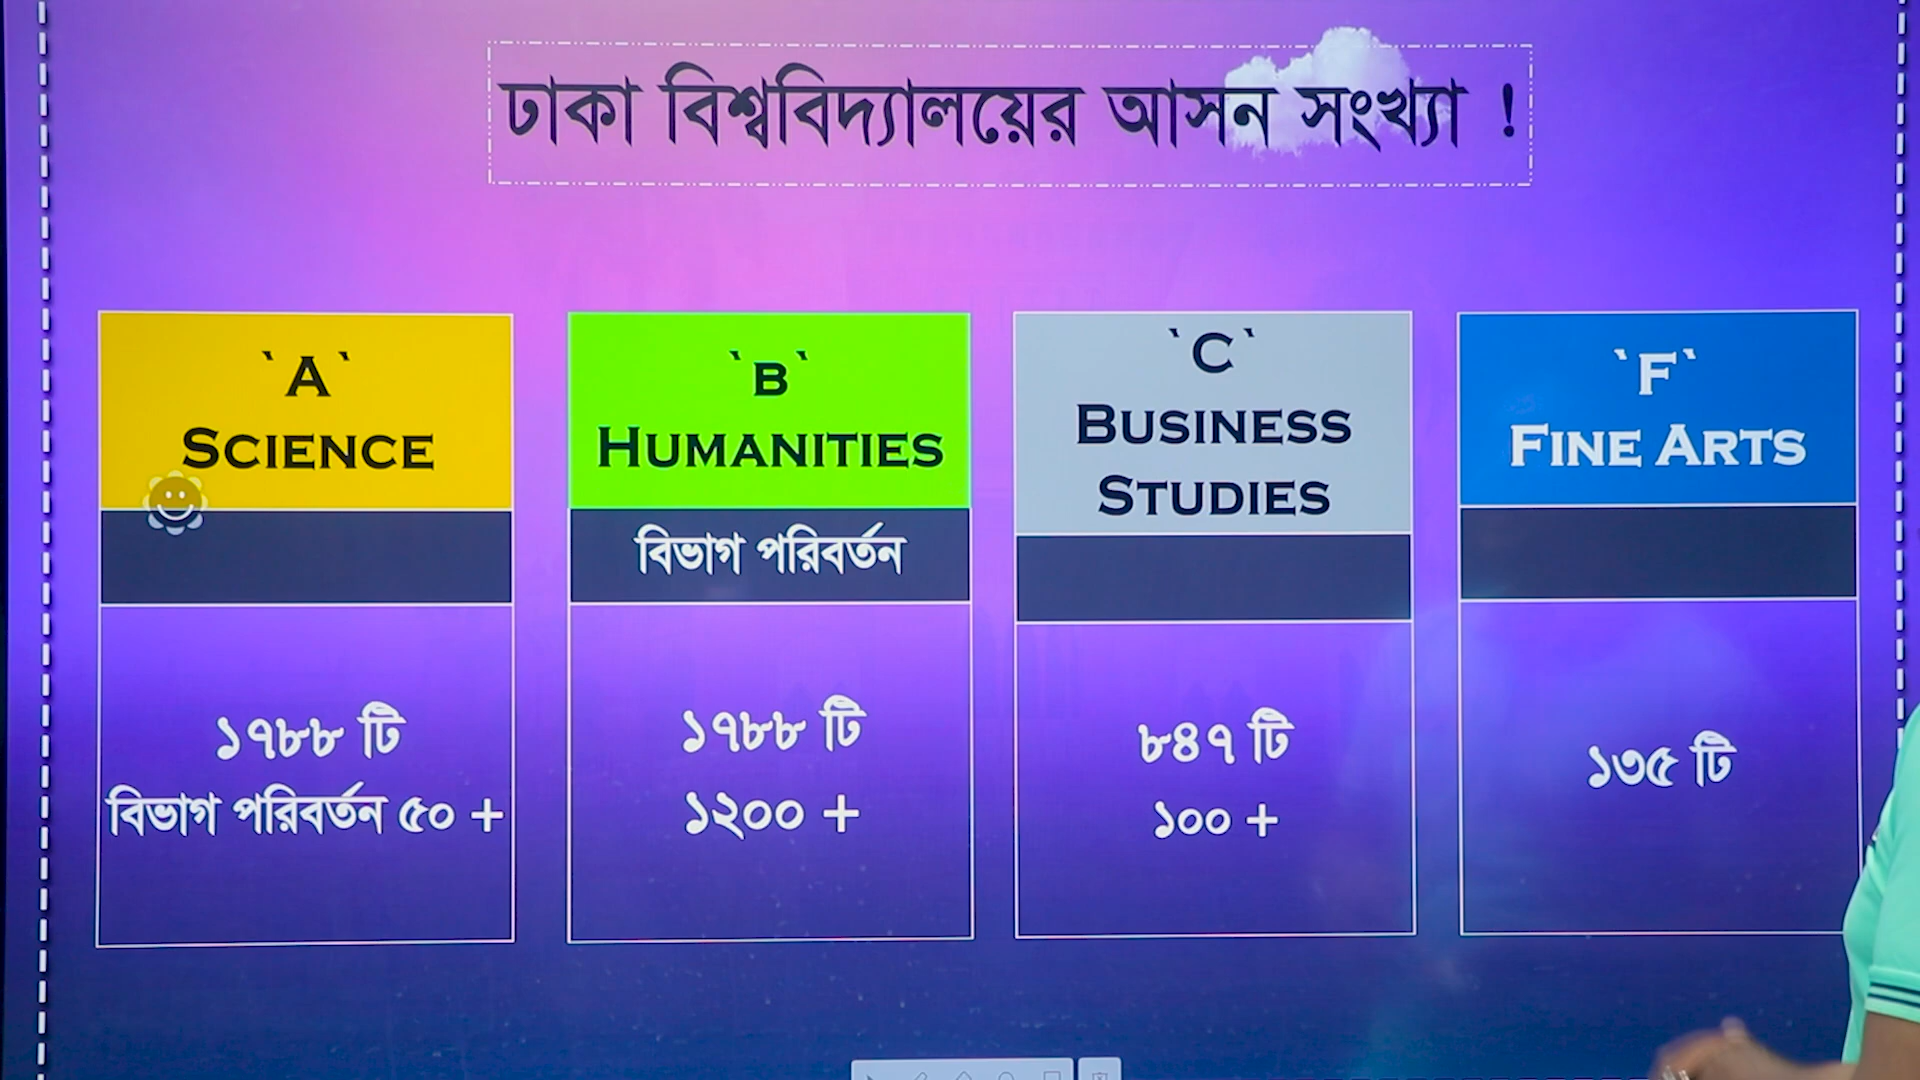 ঢাকা বিশ্ববিদ্যালয়ের আসন সংখ্যা !
`A`
SCIENCE
১৭৮৮ টি
বিভাগ পরিবর্তন ৫০ +
`B`
HUMANITIES
বিভাগ পরিবর্তন
১৭৮৮ টি
১২০০ +
`C`
BUSINESS
STUDIES
৮৪৭ টি
১০০ +
`F`
FINE ARTS
১৩৫ টি